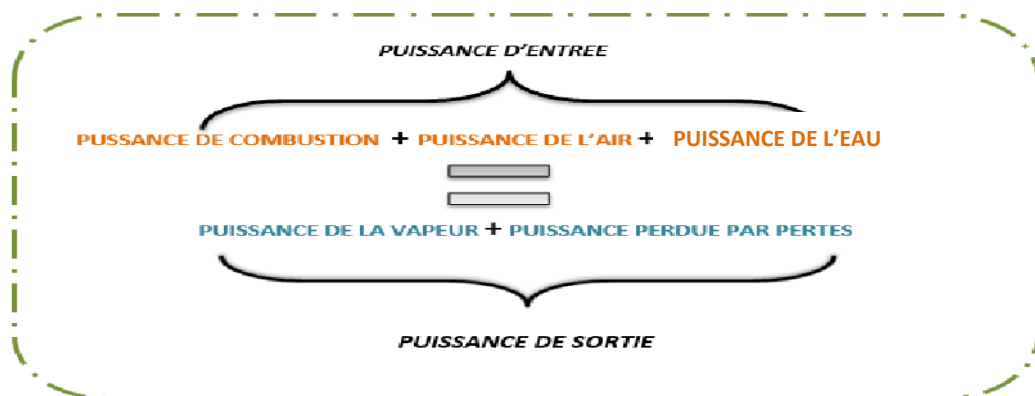 PUISSANCE D'ENTREE
PUSSANCE DE COMBUSTION + PUISSANCE DE L'AIR + PUISSANCE DE L'EAU
=
PUISSANCE DE LA VAPEUR + PUISSANCE PERDUE PAR PERTES
PUISSANCE DE SORTIE